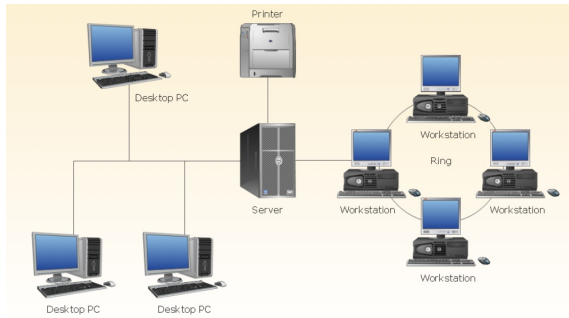 Printer
Desktop PC
Workstation
Ring
Server
Workstation
Workstation
Workstation
Desktop PC
Desktop PC